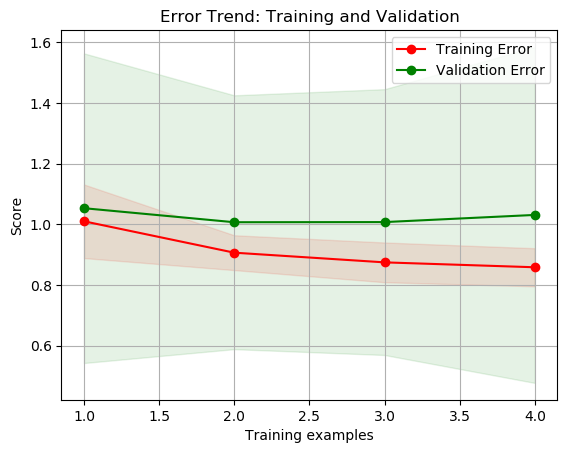 Error Trend: Training and Validation
Training Error
Validation Error
Score
1.6
1.4
1.2
1.0
0.8
0.6
1.0 1.5 2.0 2.5 3.0 3.5 4.0
Training examples